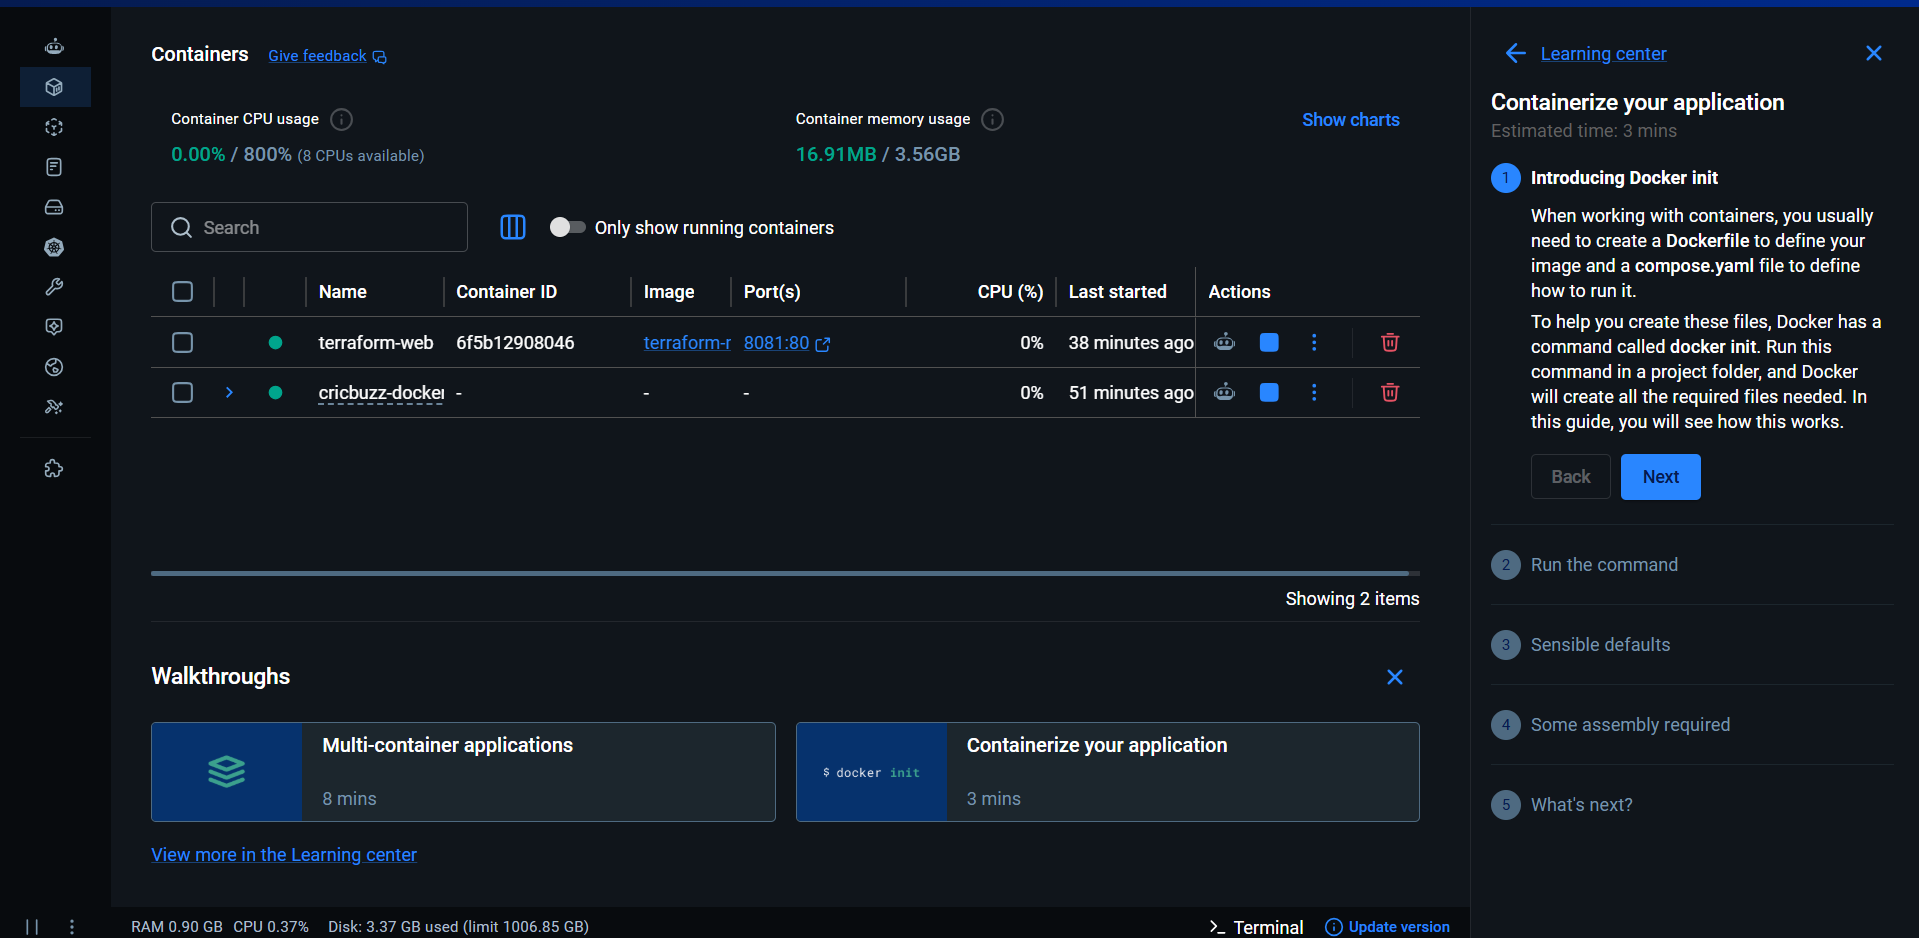 Containers Give feedback
Container CPU usage
0.00% / 800% (8 CPUs available)
Container memory usage
16.91MB / 3.56GB
Show charts
Search
Only show running containers
Name Container ID Image Port(s) CPU (%) Last started Actions
terraform-web 6f5b12908046 terraform-r 8081:80 0% 38 minutes ago
cricbuzz-docker - - - 0% 51 minutes ago
Showing 2 items
Walkthroughs
$ docker init
Multi-container applications
8 mins
Containerize your application
3 mins
View more in the Learning center
Learning center
Containerize your application
Estimated time: 3 mins
1 Introducing Docker init
When working with containers, you usually
need to create a Dockerfile to define your
image and a compose.yaml file to define
how to run it.
To help you create these files, Docker has a
command called docker init. Run this
command in a project folder, and Docker
will create all the required files needed. In
this guide, you will see how this works.
Back Next
2 Run the command
3 Sensible defaults
4 Some assembly required
5 What's next?
RAM 0.90 GB CPU 0.37% Disk: 3.37 GB used (limit 1006.85 GB)
Terminal Update version